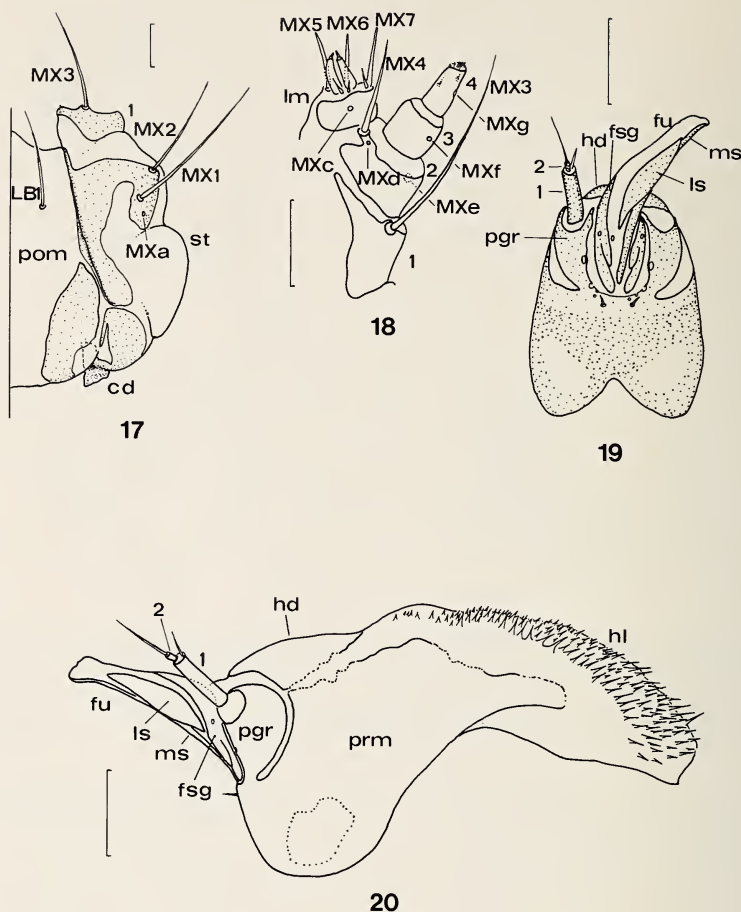 MX3
1
MX2
MX1
LB1
pom
MXa
st
cd
17
MX5 MX6 MX7
MX4
lm
4
MX3
MXg
3
MXc
MXf
MXd
2
MXe
1
18
fu
fsg
hd
ms
2
ls
1
pgr
19
2
hd
1
hl
fu
ls
pgr
prm
ms
fsg
20